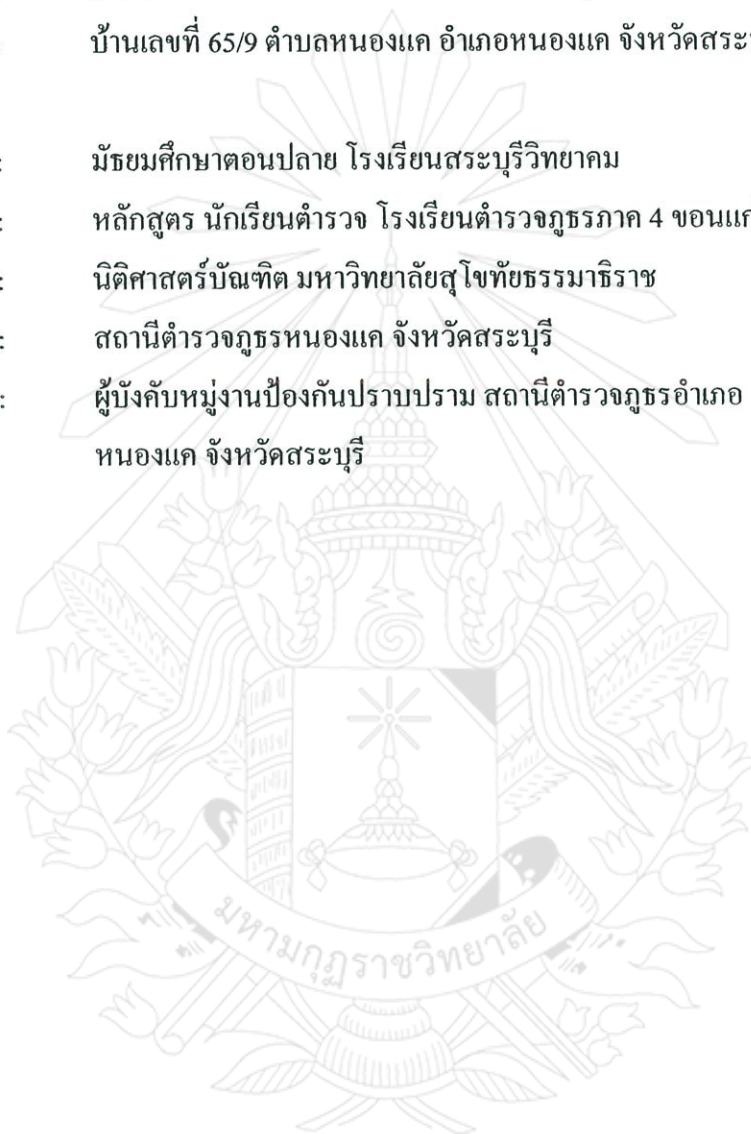 บ้านเลขที่ 65/9 ตำบลหนองแค อำเภอหนองแค จังหวัด
: มัธยมศึกษาตอนปลาย โรงเรียนสระบุรีวิทยาคม
: หลักสูตร นักเรียนตำรวจ โรงเรียนตำรวจภูธรภาค 4
: นิติศาสตร์บัณฑิต มหาวิทยาลัยสุโขทัยธรรมาธิราช
: สถานีตำรวจภูธรหนองแค จังหวัดสระบุรี
: ผู้บังคับหมู่งานป้องกันปราบปราม สถานีตำรวจภูธรอำเภอ
หนองแค จังหวัดสระบุรี
มหามกุฏราชวิทยาลัย